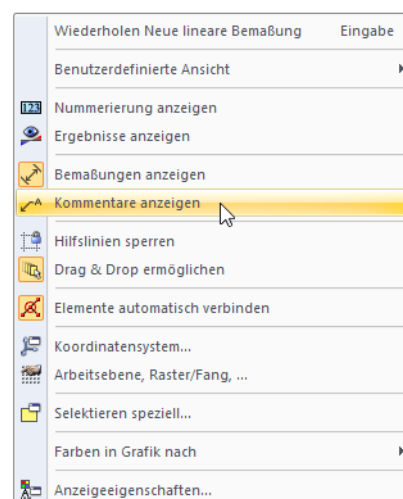 Wiederholen Neue lineare Bemaßung Eingabe
Benutzerdefinierte Ansicht
123 Nummerierung anzeigen
Ergebnisse anzeigen
Bemaßungen anzeigen
A Kommentare anzeigen
Hilfslinien sperren
Drag & Drop ermöglichen
Elemente automatisch verbinden
Koordinatensystem...
Arbeitsebene, Raster/Fang, ...
Selektieren speziell...
Farben in Grafik nach
A Anzeigeeigenschaften...